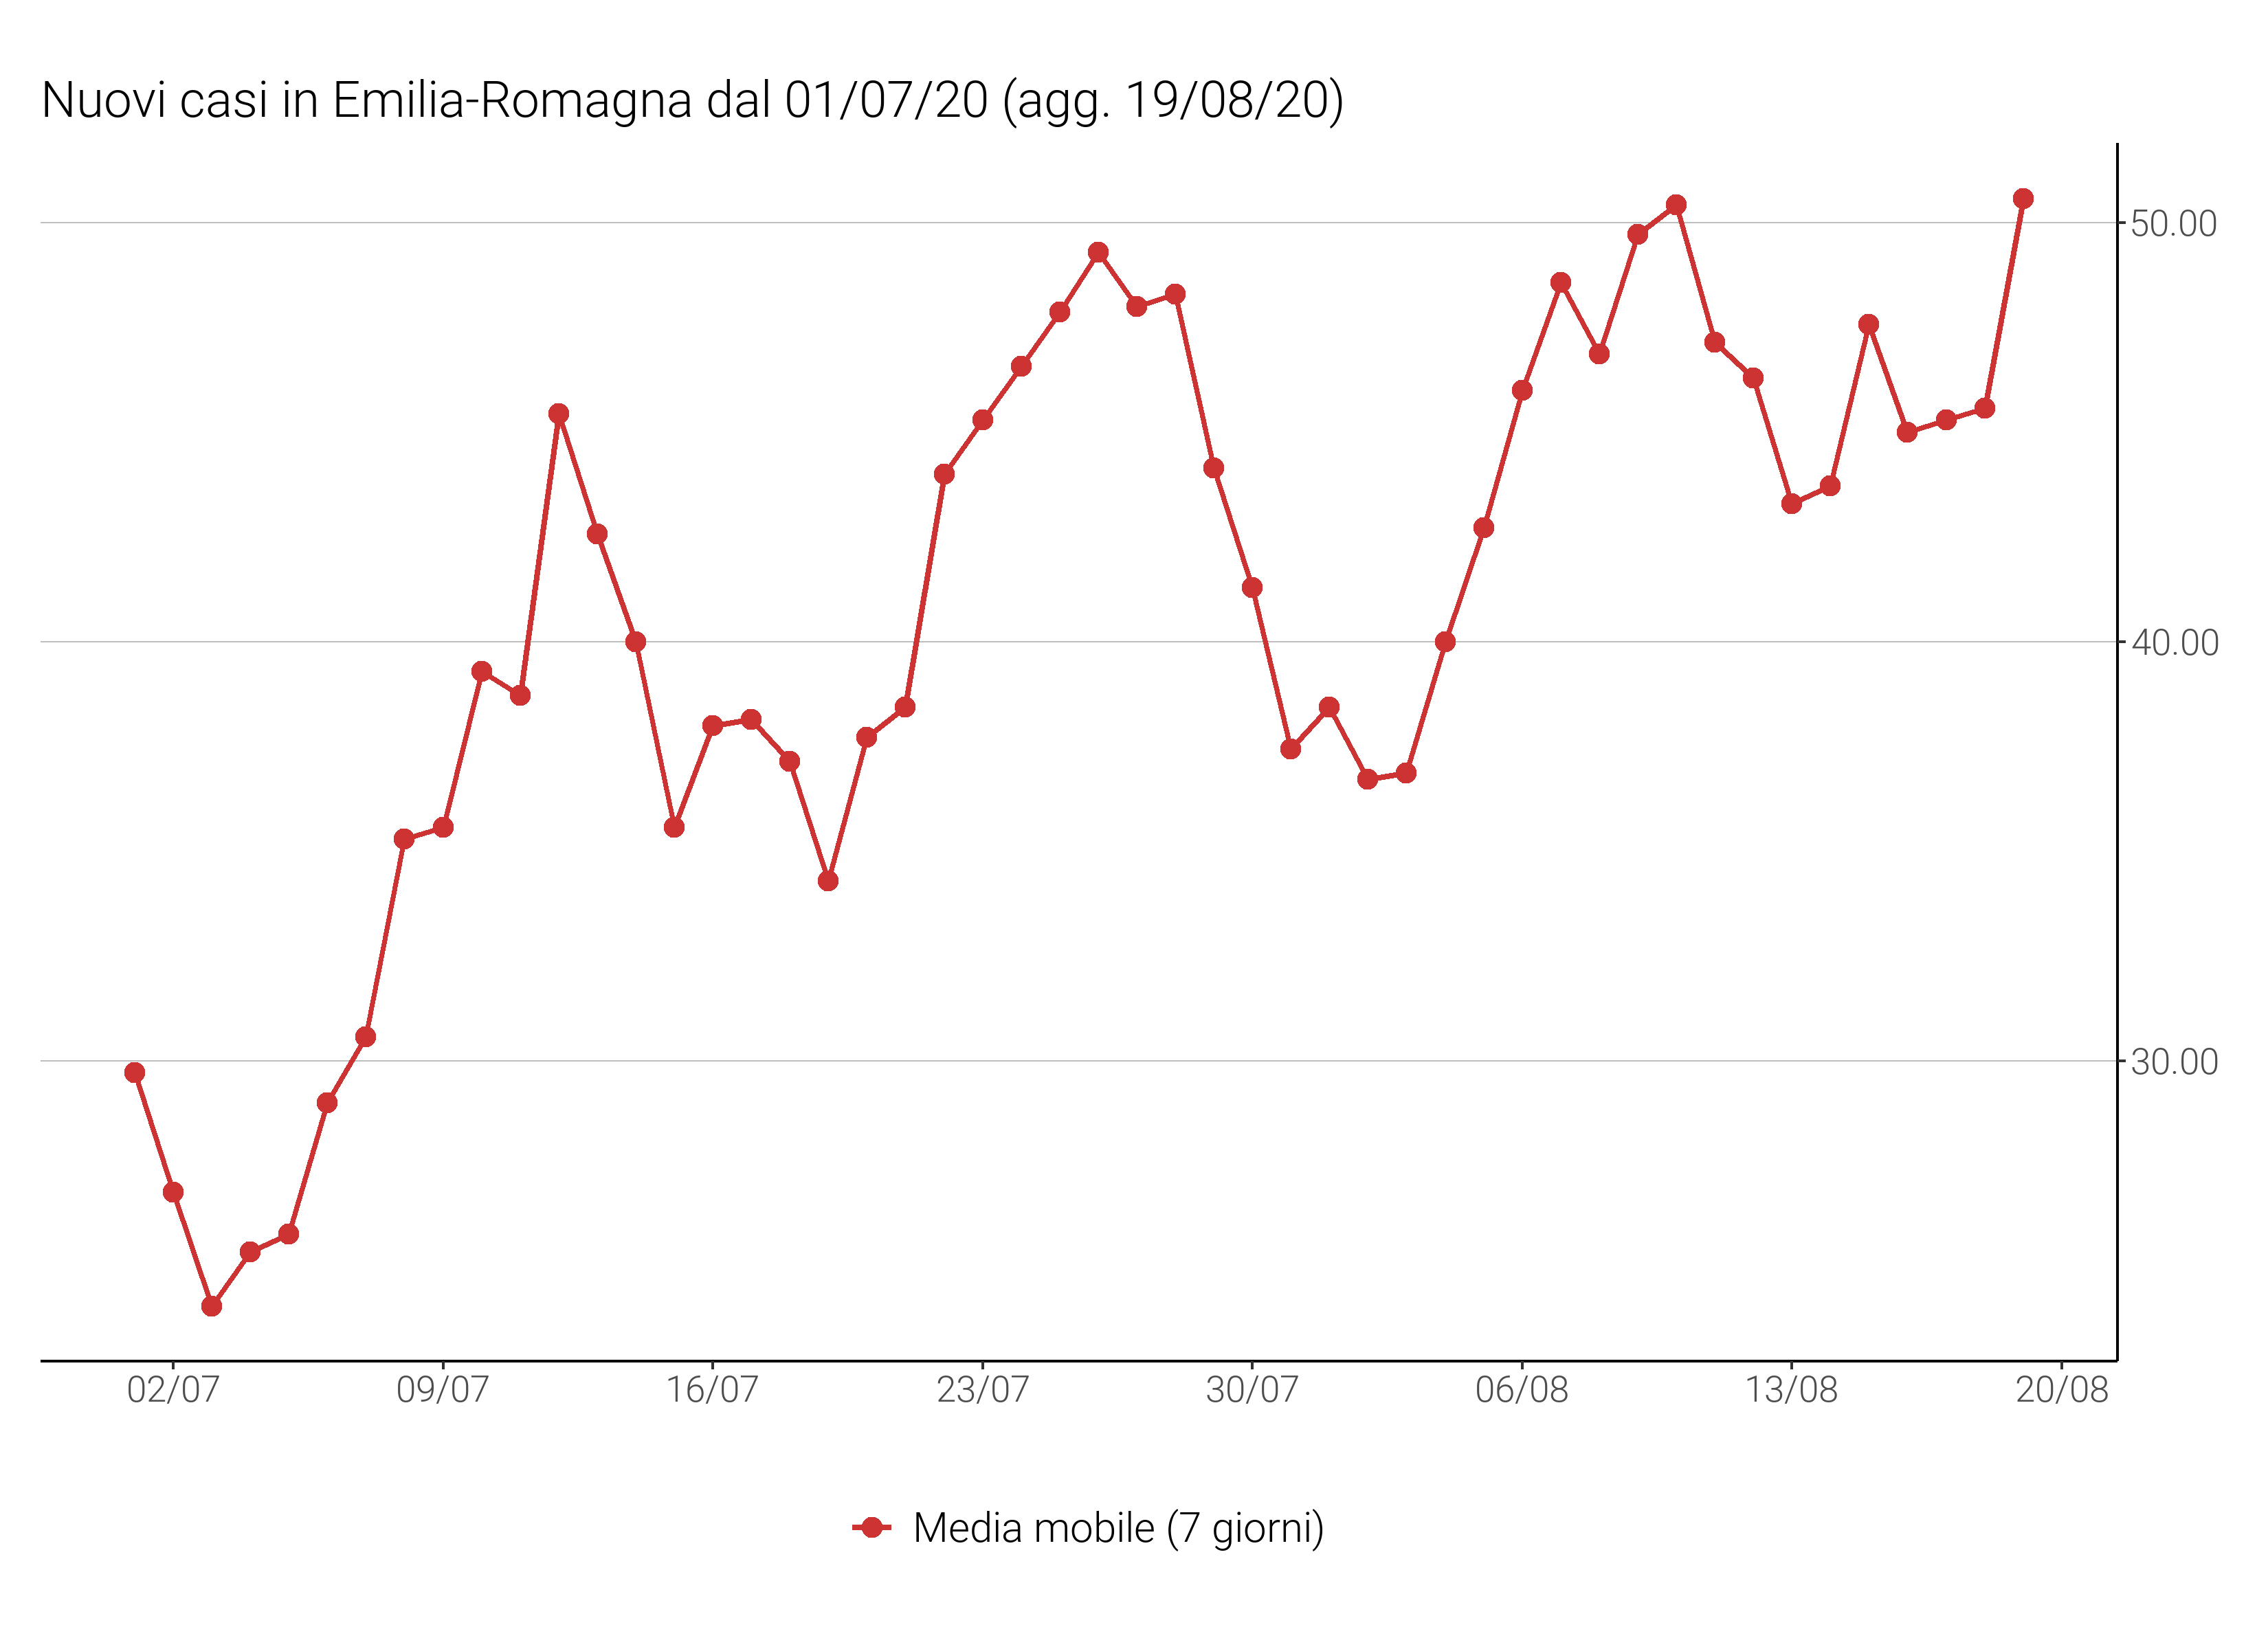 Nuovi casi in Emilia-Romagna dal 01/07/20 (agg. 19/08/20)
50.00
40.00
30.00
02/07 09/07 16/07 23/07 30/07 06/08 13/08 20/08
Media mobile (7 giorni)